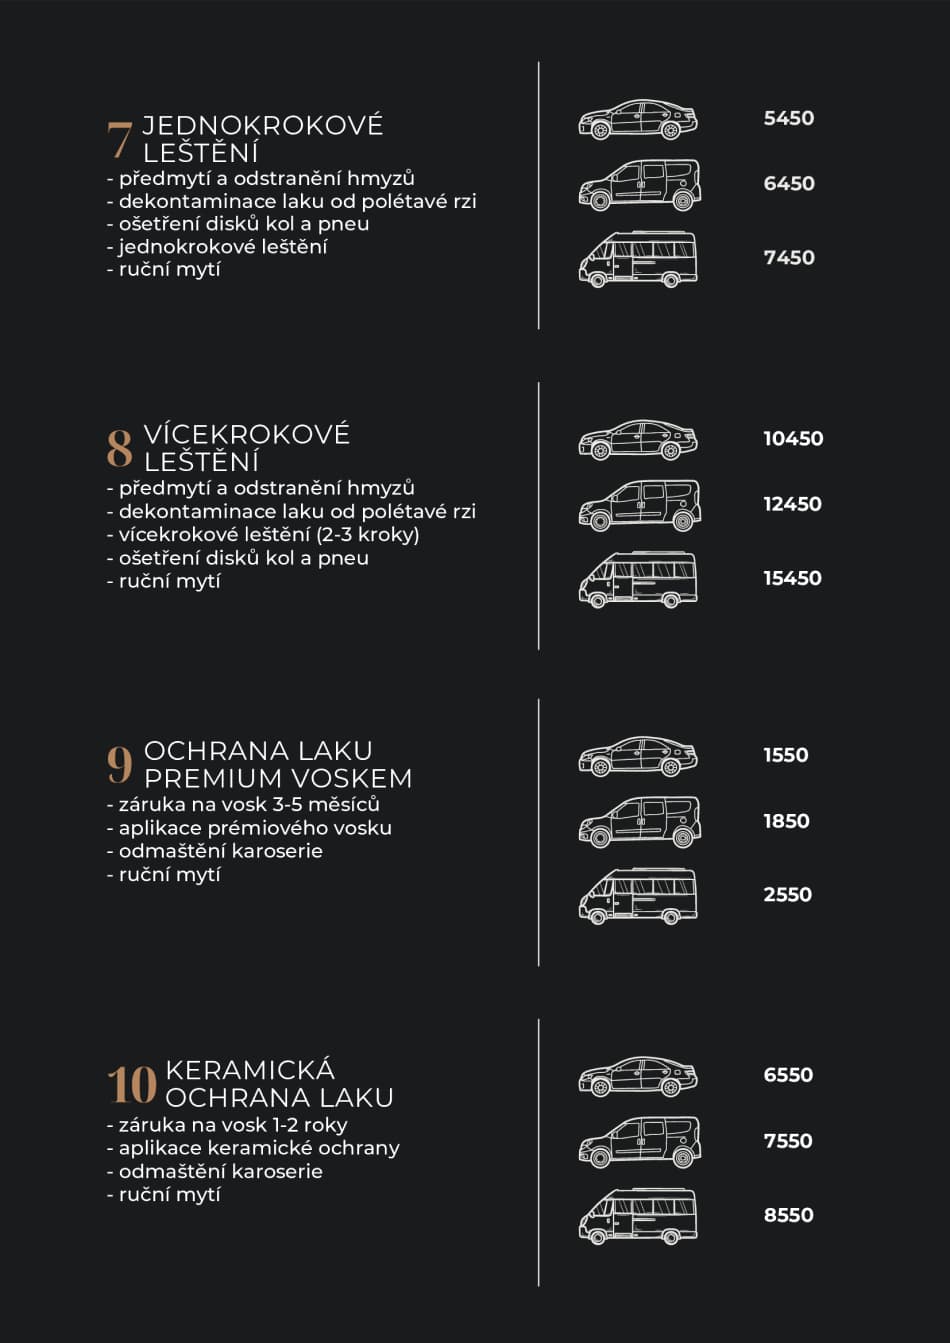 7 JEDNOKROKOVÉ
LEŠTĚNÍ
- předmytí a odstranění hmyzů
- dekontaminace laku od polétavé rzi
- ošetření disků kol a pneu
- jednokrokové leštění
- ruční mytí
5450
6450
7450
8 VÍCEKROKOVÉ
LEŠTĚNÍ
- předmytí a odstranění hmyzů
- dekontaminace laku od polétavé rzi
- vícekrokové leštění (2-3 kroky)
- ošetření disků kol a pneu
- ruční mytí
10450
12450
15450
9 OCHRANA LAKU
PREMIUM VOSKEM
- záruka na vosk 3-5 měsíců
- aplikace prémiového vosku
- odmaštění karoserie
- ruční mytí
1550
1850
2550
10 KERAMICKÁ
OCHRANA LAKU
- záruka na vosk 1-2 roky
- aplikace keramické ochrany
- odmaštění karoserie
- ruční mytí
6550
7550
8550